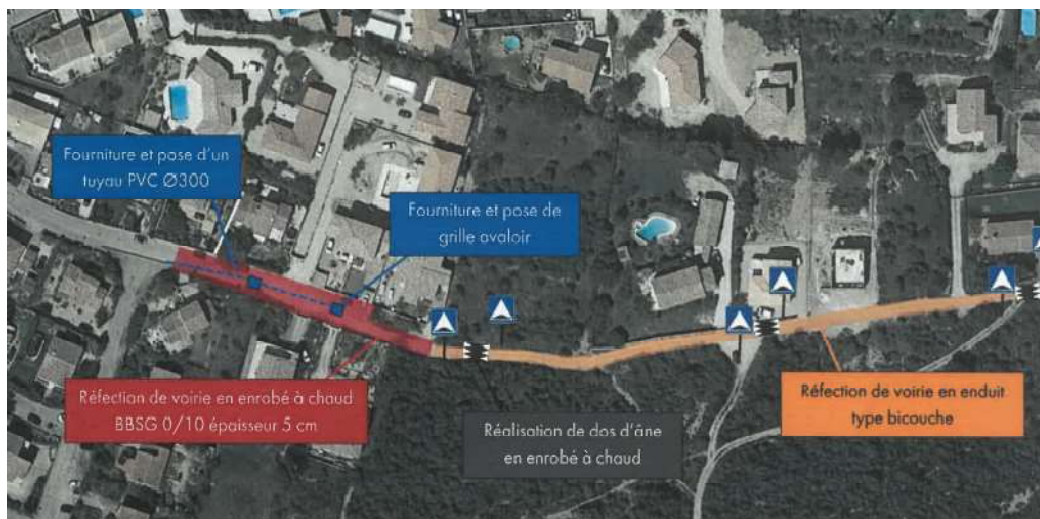 Fourniture et pose d'un
tuyau PVC Ø300
Fourniture et pose de
grille avaloir
Réfection de voirie en enrobé à chaud
BBSG 0/10 épaisseur 5 cm
Réalisation de dos d'âne
en enrobé à chaud
Réfection de voirie en enduit
type bicouche